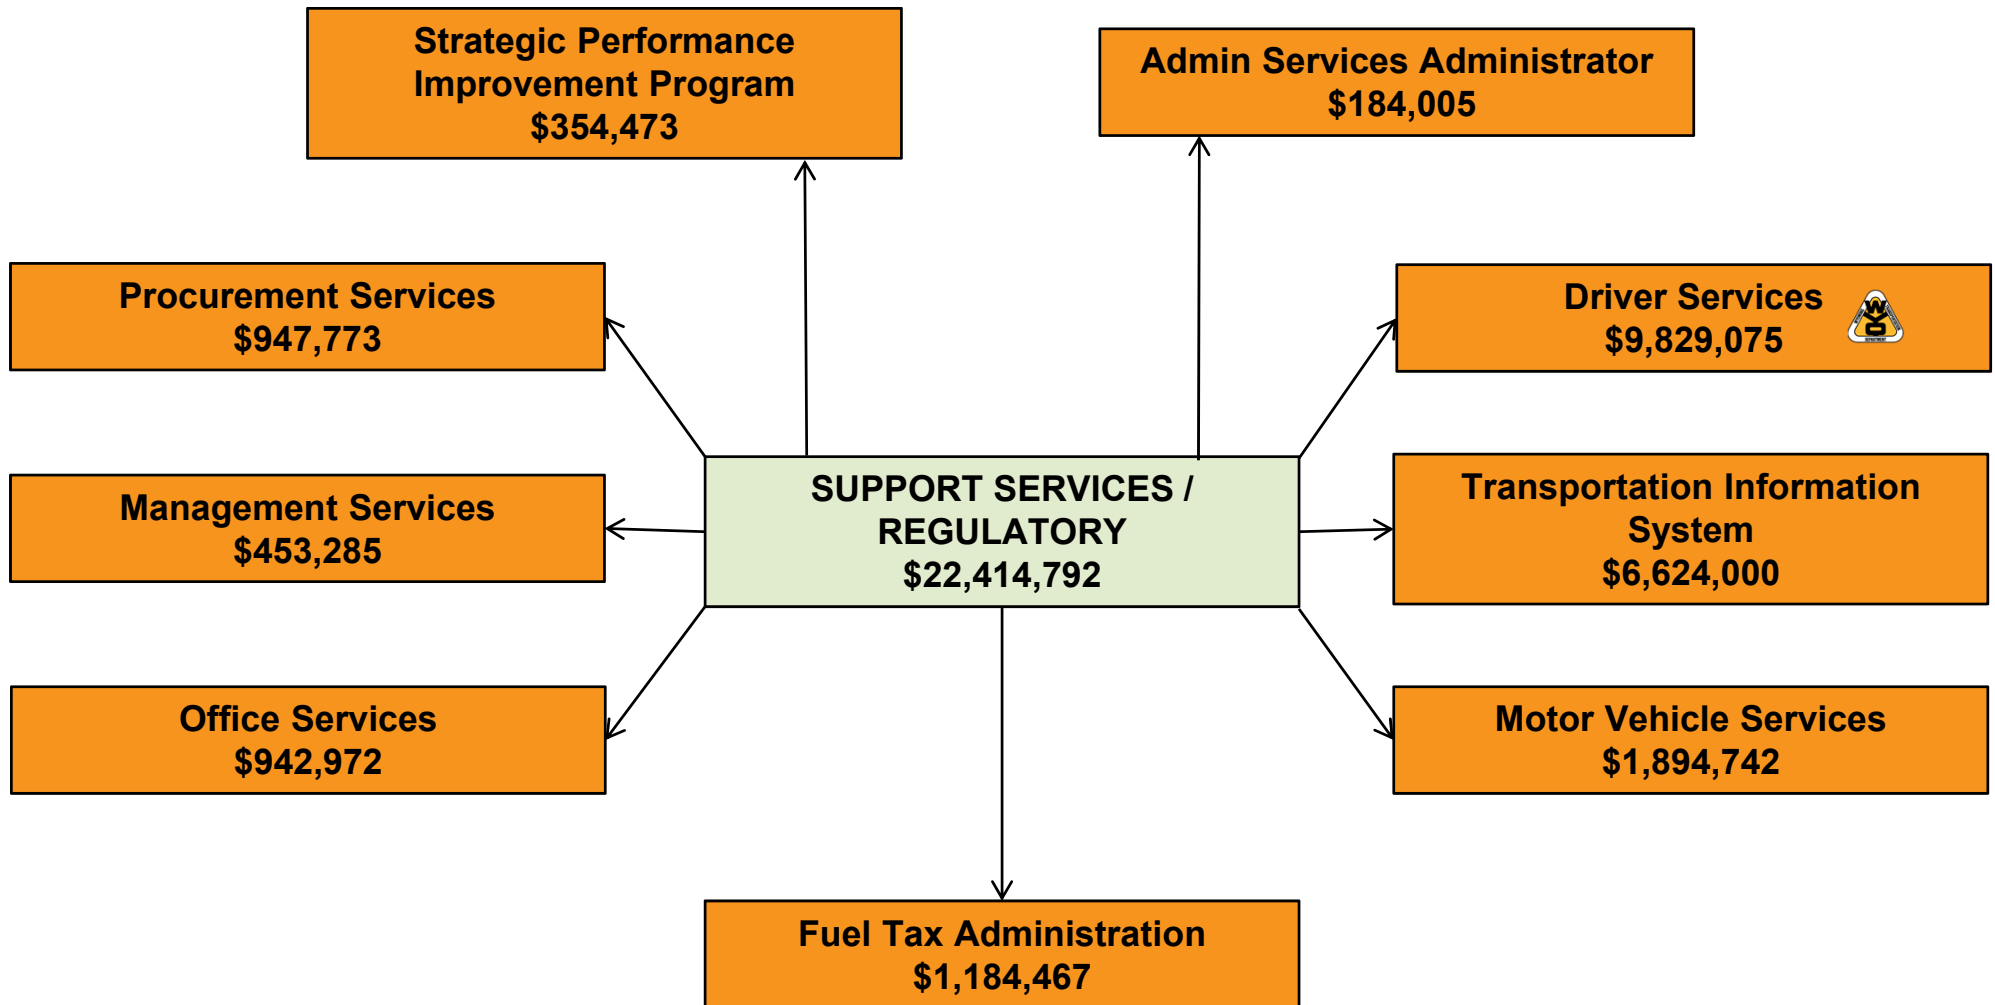 Strategic Performance
Improvement Program
$354,473
Admin Services Administrator
$184,005
Procurement Services
$947,773
Driver Services
$9,829,075
Management Services
$453,285
SUPPORT SERVICES /
REGULATORY
$22,414,792
Transportation Information
System
$6,624,000
Office Services
$942,972
Motor Vehicle Services
$1,894,742
Fuel Tax Administration
$1,184,467
DEPARTMENT